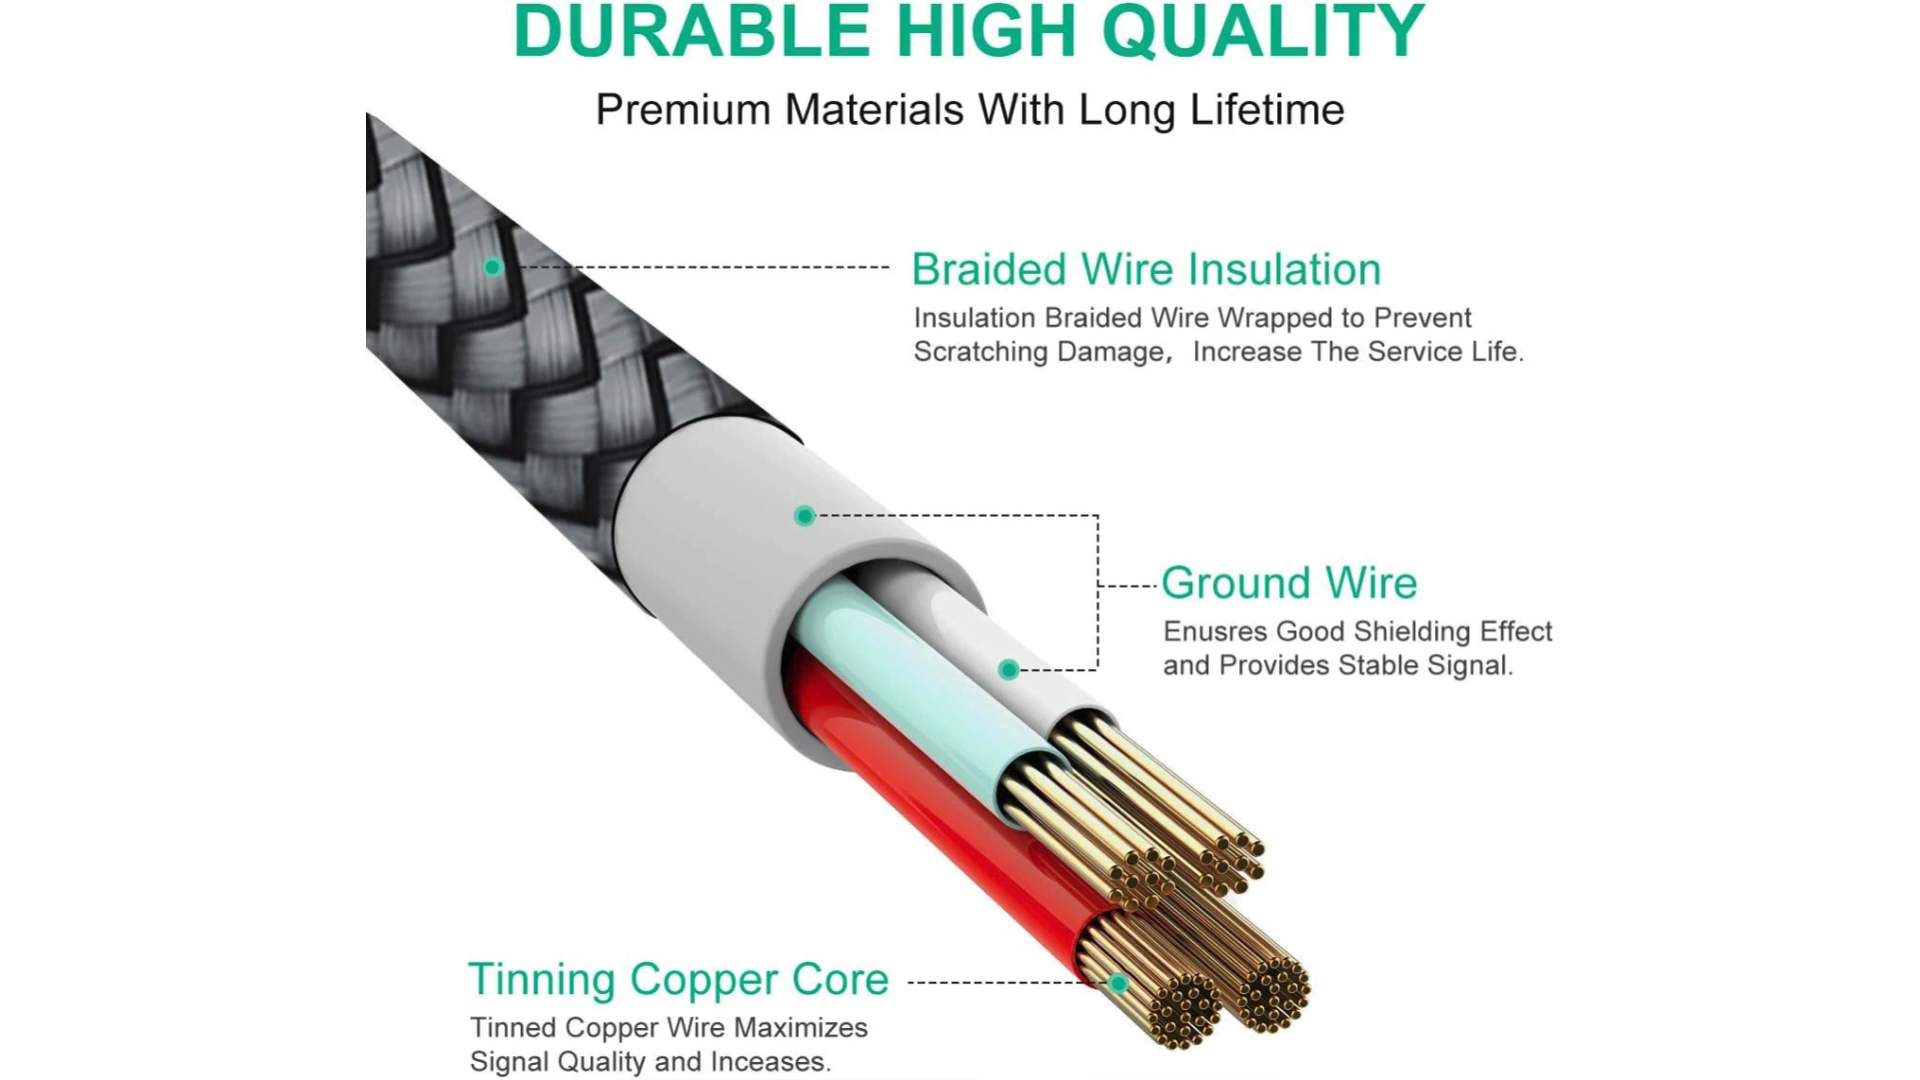 DURABLE HIGH QUALITY
Premium Materials With Long Lifetime
Braided Wire Insulation
Insulation Braided Wire Wrapped to Prevent
Scratching Damage, Increase The Service Life.
Ground Wire
Enusres Good Shielding Effect
and Provides Stable Signal.
Tinning Copper Core
Tinned Copper Wire Maximizes
Signal Quality and Inceases.